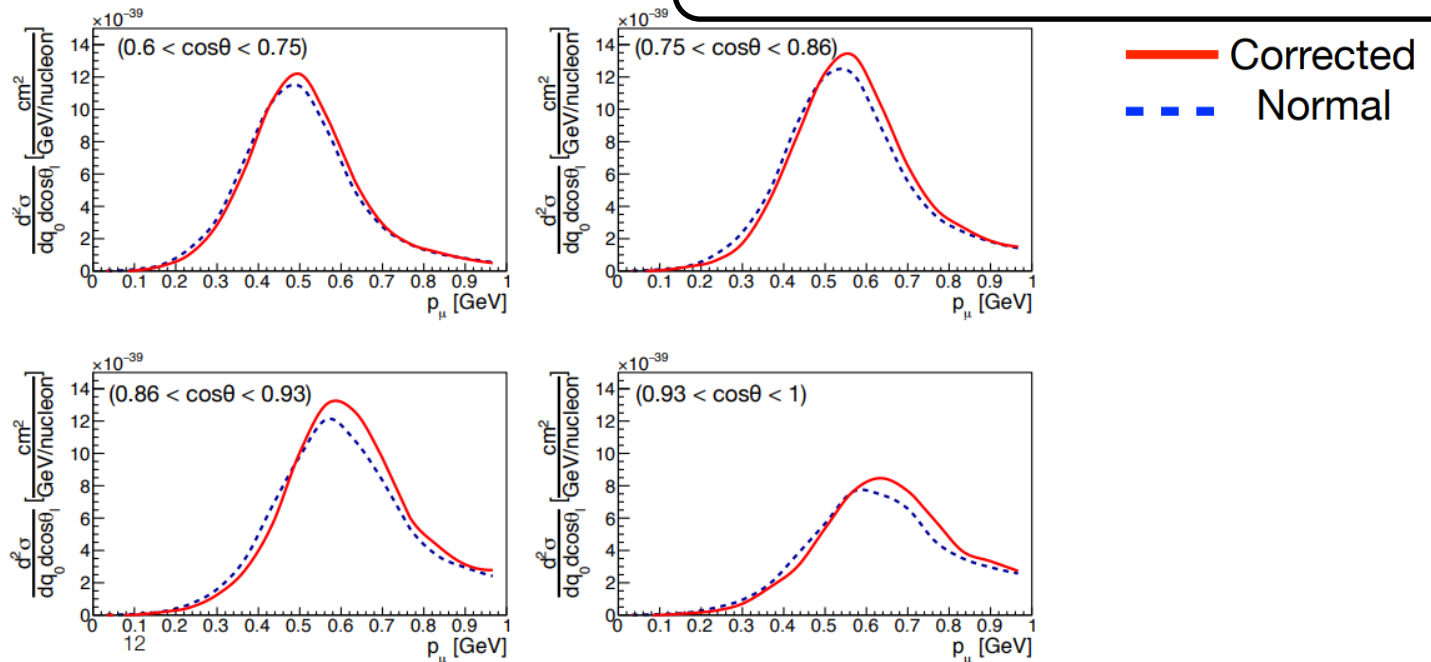 ×10⁻³⁹
(0.6 < cosθ < 0.75)
d²σ
dq₀ dcosθₗ
[
cm²
GeV/nucleon
]
14
12
10
8
6
4
2
0
0 0.1 0.2 0.3 0.4 0.5 0.6 0.7 0.8 0.9 1
p_μ [GeV]
×10⁻³⁹
(0.75 < cosθ < 0.86)
d²σ
dq₀ dcosθₗ
[
cm²
GeV/nucleon
]
14
12
10
8
6
4
2
0
0 0.1 0.2 0.3 0.4 0.5 0.6 0.7 0.8 0.9 1
p_μ [GeV]
Corrected
Normal
×10⁻³⁹
(0.86 < cosθ < 0.93)
d²σ
dq₀ dcosθₗ
[
cm²
GeV/nucleon
]
14
12
10
8
6
4
2
0
0 0.1 0.2 0.3 0.4 0.5 0.6 0.7 0.8 0.9 1
p_μ [GeV]
×10⁻³⁹
(0.93 < cosθ < 1)
d²σ
dq₀ dcosθₗ
[
cm²
GeV/nucleon
]
14
12
10
8
6
4
2
0
0 0.1 0.2 0.3 0.4 0.5 0.6 0.7 0.8 0.9 1
p_μ [GeV]
12